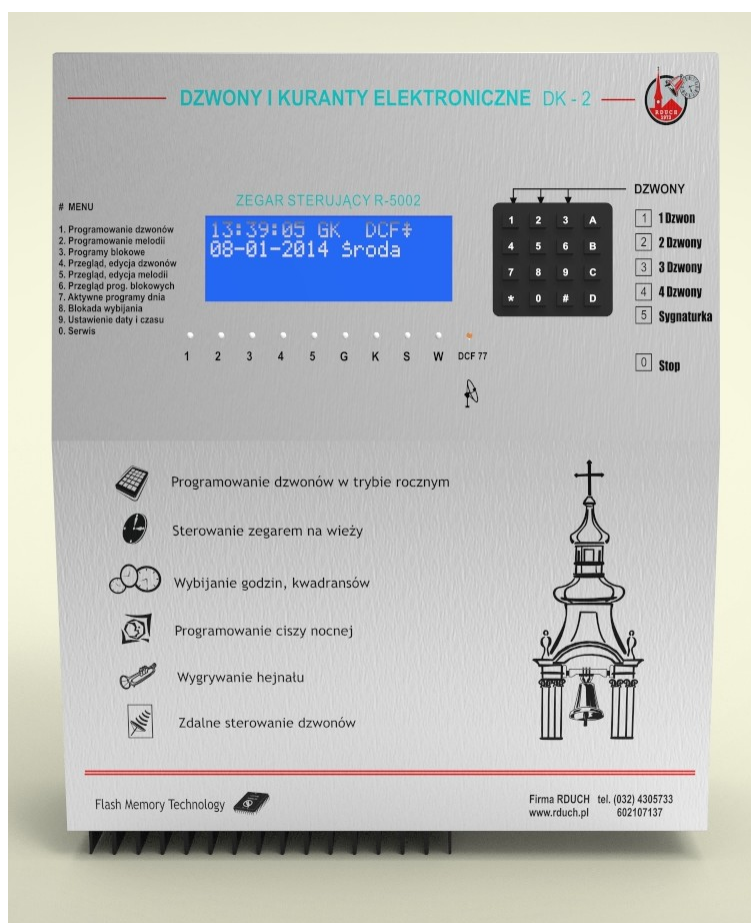 DZWONY I KURANTY ELEKTRONICZNE DK - 2
RDUCH
ZEGAR STERUJĄCY R-5002
13:39:05 GK DCF
08-01-2014 Środa
# MENU
1. Programowanie dzwonów
2. Programowanie melodii
3. Programy blokowe
4. Przegląd, edycja dzwonów
5. Przegląd, edycja melodii
6. Przegląd prog. blokowych
7. Aktywne programy dnia
8. Blokada wybijania
9. Ustawienie daty i czasu
0. Serwis
1 2 3 4 5 G K S W DCF 77
1 2 3 A
4 5 6 B
7 8 9 C
* 0 # D
DZWONY
1 1 Dzwon
2 2 Dzwony
3 3 Dzwony
4 4 Dzwony
5 Sygnaturka
0 Stop
Programowanie dzwonów w trybie rocznym
Sterowanie zegarem na wieży
Wybijanie godzin, kwadransów
Programowanie ciszy nocnej
Wygrywanie hejnału
Zdalne sterowanie dzwonów
Flash Memory Technology
Firma RDUCH tel. (032) 4305733
www.rduch.pl 602107137